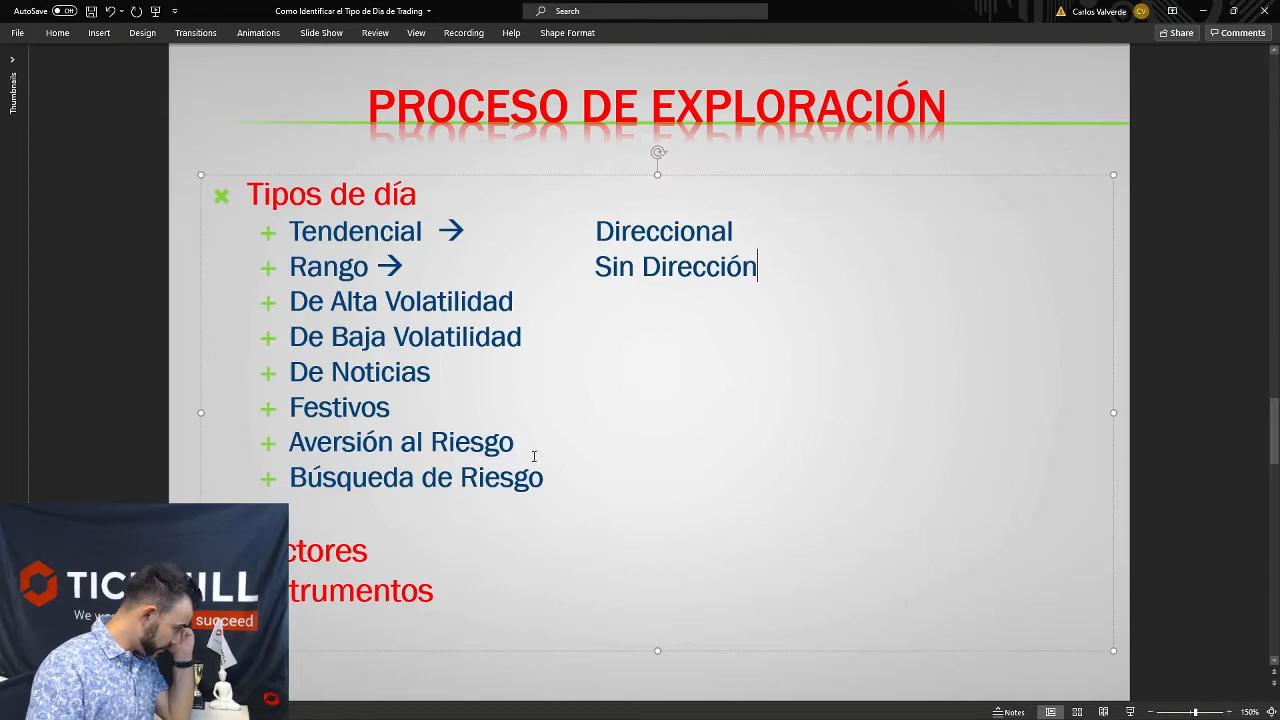 AutoSave Off
Como Identificar el Tipo de Dia de Trading
Search
Carlos Valverde
CV
File Home Insert Design Transitions Animations Slide Show Review View Recording Help Shape Format
Share
Comments
Thumbnails
PROCESO DE EXPLORACIÓN
Tipos de día
Tendencial → Direccional
Rango → Sin Dirección
De Alta Volatilidad
De Baja Volatilidad
De Noticias
Festivos
Aversión al Riesgo
Búsqueda de Riesgo
ctores
trumentos
succeed
Notes
150%